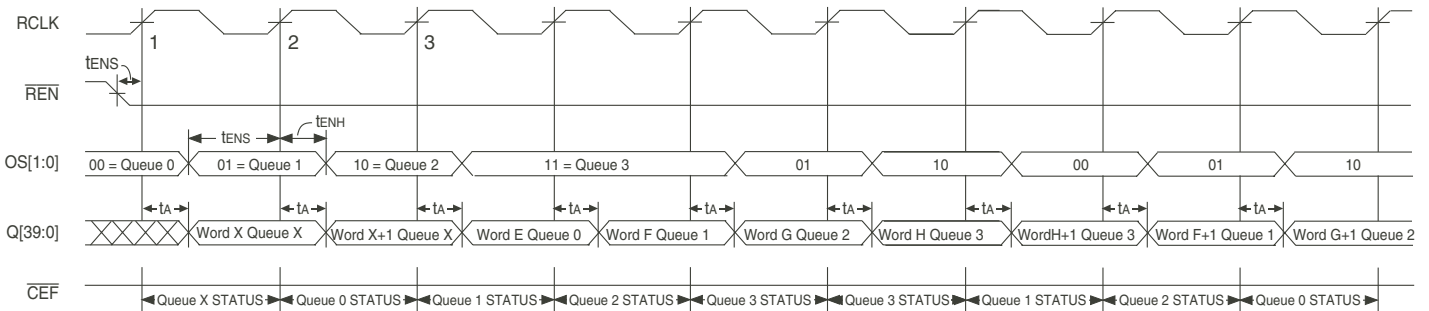 RCLK
1 2 3
tENS
REN
tENS tENH
OS[1:0] 00 = Queue 0 01 = Queue 1 10 = Queue 2 11 = Queue 3 01 10 00 01 10
tA tA tA tA tA tA tA tA tA
Q[39:0] Word X Queue X Word X+1 Queue X Word E Queue 0 Word F Queue 1 Word G Queue 2 Word H Queue 3 WordH+1 Queue 3 Word F+1 Queue 1 Word G+1 Queue 2
CEF Queue X STATUS Queue 0 STATUS Queue 1 STATUS Queue 2 STATUS Queue 3 STATUS Queue 3 STATUS Queue 1 STATUS Queue 2 STATUS Queue 0 STATUS